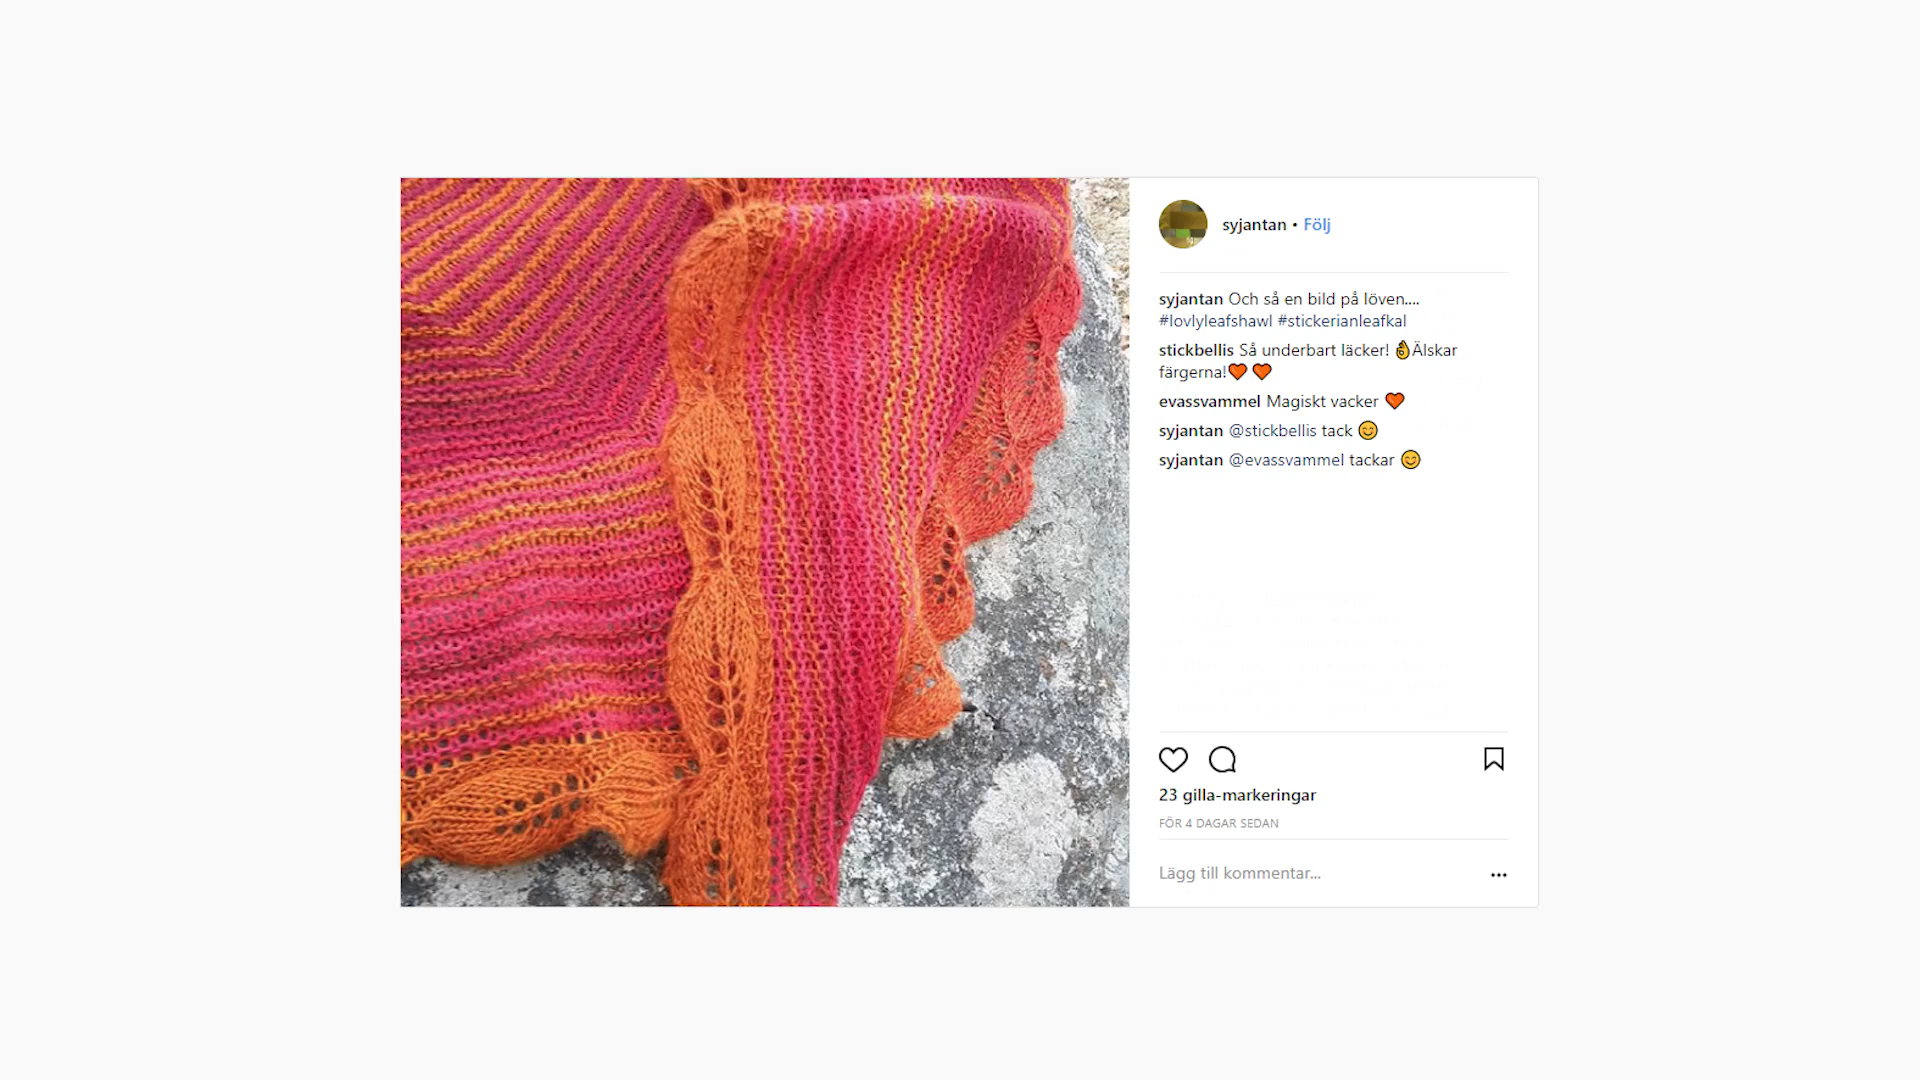 syjantan • Följ
syjantan Och så en bild på löven....
#lovlyleafshawl #stickerianleafkal
stickbellis Så underbart läcker! 👌Älskar
färgerna!🧡 🧡
evassvammel Magiskt vacker 🧡
syjantan @stickbellis tack 😊
syjantan @evassvammel tackar 😊
23 gilla-markeringar
FÖR 4 DAGAR SEDAN
Lägg till kommentar...